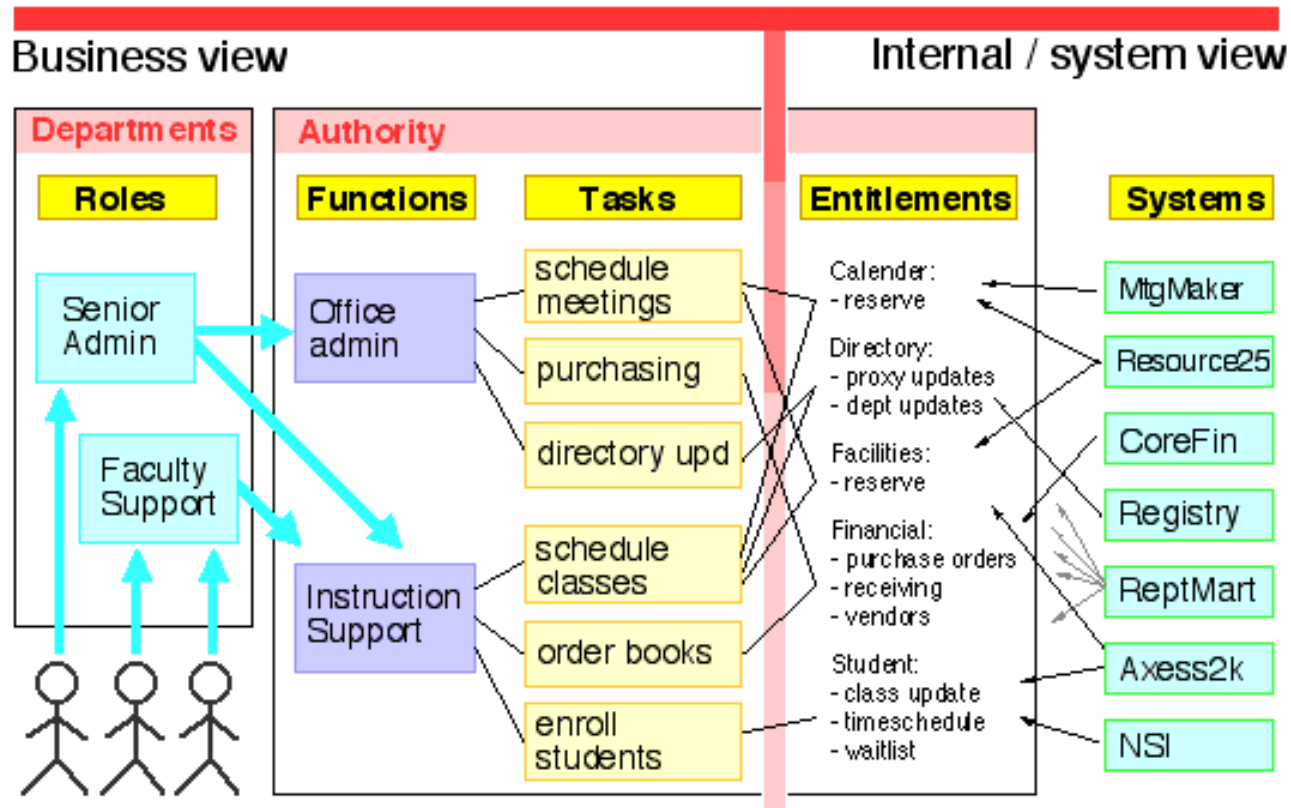 Business view
Internal / system view
Departments
Authority
Roles
Functions
Tasks
Entitlements
Systems
Senior
Admin
Faculty
Support
Office
admin
Instruction
Support
schedule
meetings
purchasing
directory upd
schedule
classes
order books
enroll
students
Calender:
- reserve
Directory:
- proxy updates
- dept updates
Facilities:
- reserve
Financial:
- purchase orders
- receiving
- vendors
Student:
- class update
- timeschedule
- waitlist
MtgMaker
Resource25
CoreFin
Registry
ReptMart
Axess2k
NSI